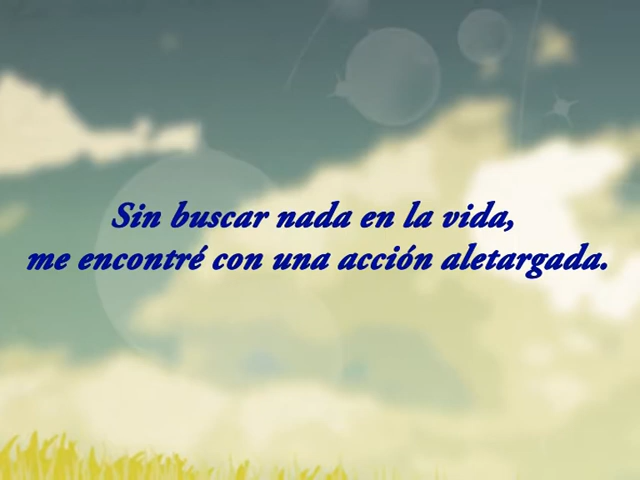 Sin buscar nada en la vida,
me encontré con una acción aletargada.